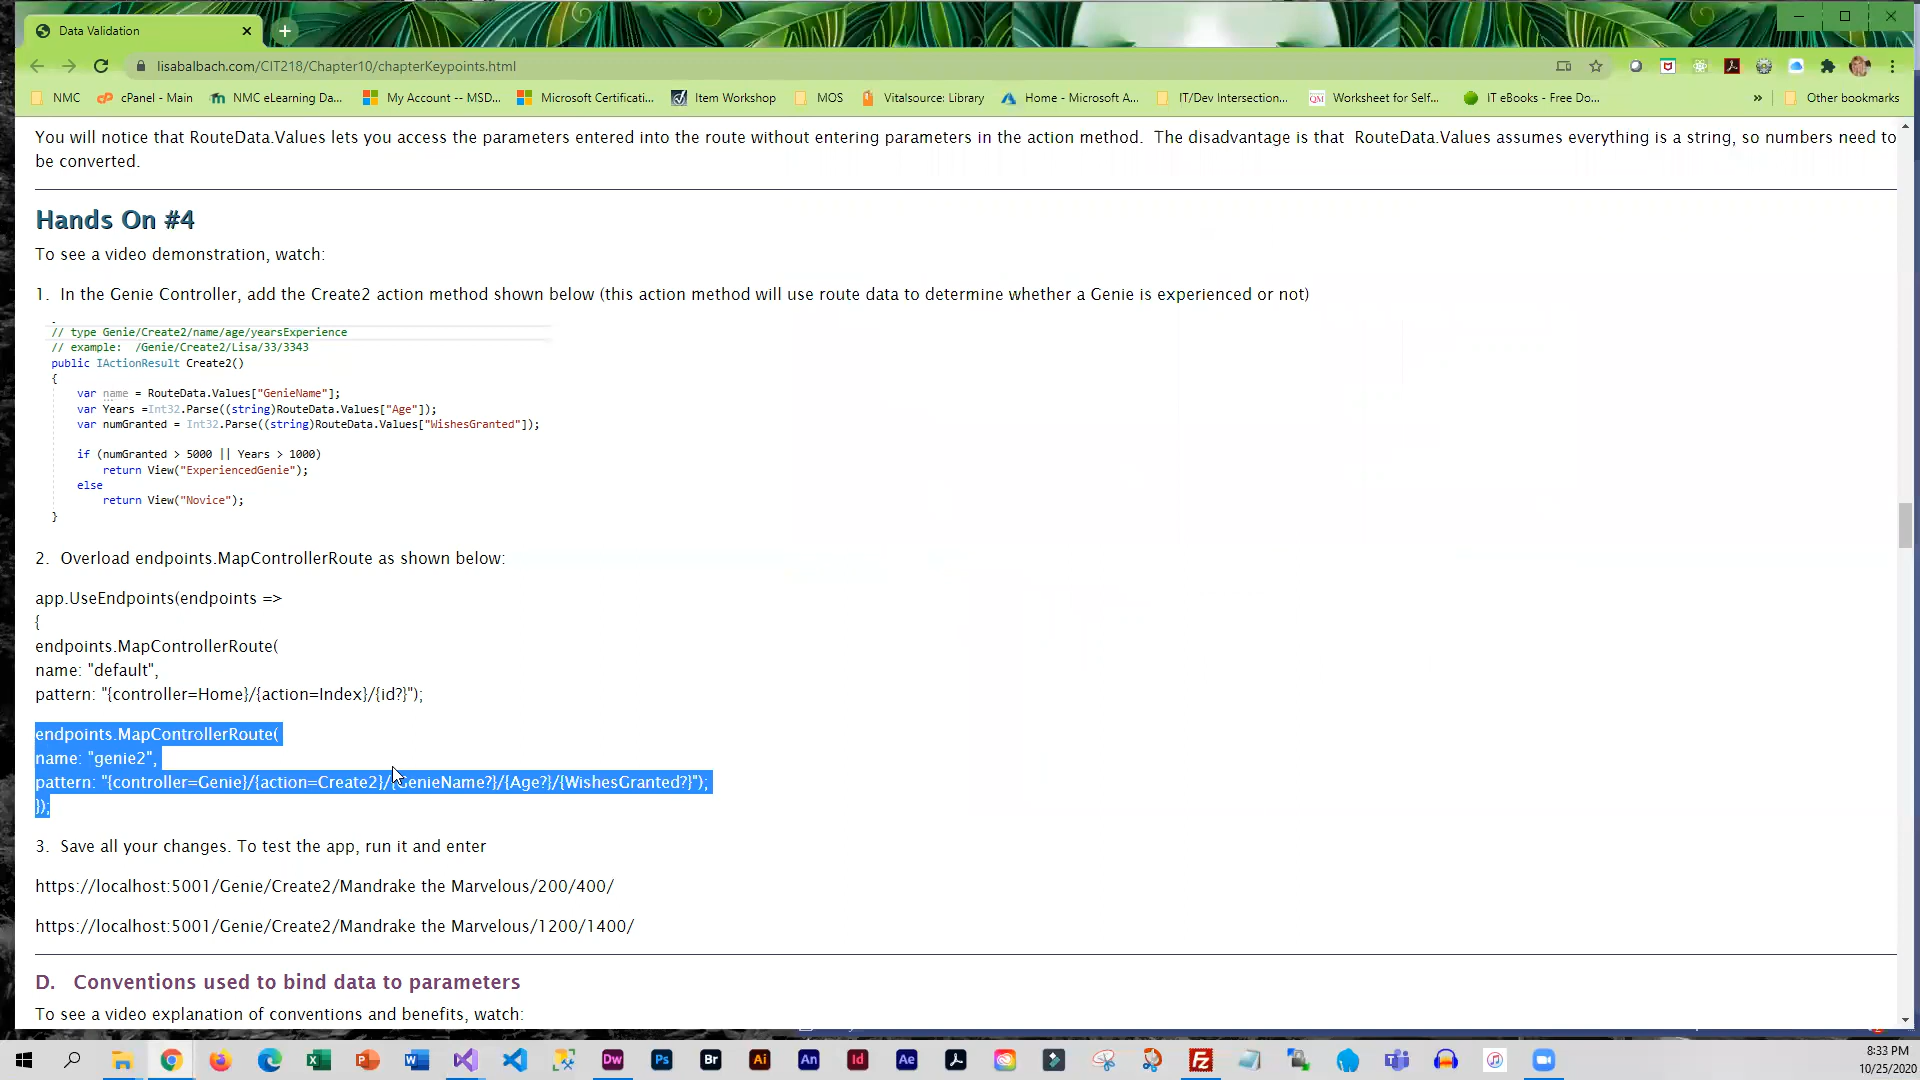 Data Validation
lisabalbach.com/CIT218/Chapter10/chapterKeypoints.html
NMC
cPanel - Main
NMC eLearning Da...
My Account -- MSD...
Microsoft Certificati...
Item Workshop
MOS
Vitalsource: Library
Home - Microsoft A...
IT/Dev Intersection...
QM Worksheet for Self...
IT eBooks - Free Do...
»
Other bookmarks
You will notice that RouteData.Values lets you access the parameters entered into the route without entering parameters in the action method.  The disadvantage is that  RouteData.Values assumes everything is a string, so numbers need to
be converted.
Hands On #4
To see a video demonstration, watch:
1.  In the Genie Controller, add the Create2 action method shown below (this action method will use route data to determine whether a Genie is experienced or not)
// type Genie/Create2/name/age/yearsExperience
// example:  /Genie/Create2/Lisa/33/3343
public IActionResult Create2()
{
var name = RouteData.Values["GenieName"];
var Years =Int32.Parse((string)RouteData.Values["Age"]);
var numGranted = Int32.Parse((string)RouteData.Values["WishesGranted"]);
if (numGranted > 5000 || Years > 1000)
return View("ExperiencedGenie");
else
return View("Novice");
}
2.  Overload endpoints.MapControllerRoute as shown below:
app.UseEndpoints(endpoints =>
{
endpoints.MapControllerRoute(
name: "default",
pattern: "{controller=Home}/{action=Index}/{id?}");
endpoints.MapControllerRoute(
name: "genie2",
pattern: "{controller=Genie}/{action=Create2}/{GenieName?}/{Age?}/{WishesGranted?}");
});
3.  Save all your changes. To test the app, run it and enter
https://localhost:5001/Genie/Create2/Mandrake the Marvelous/200/400/
https://localhost:5001/Genie/Create2/Mandrake the Marvelous/1200/1400/
D.  Conventions used to bind data to parameters
To see a video explanation of conventions and benefits, watch:
Dw
Ps
Br
Ai
An
Id
Ae
8:33 PM
10/25/2020